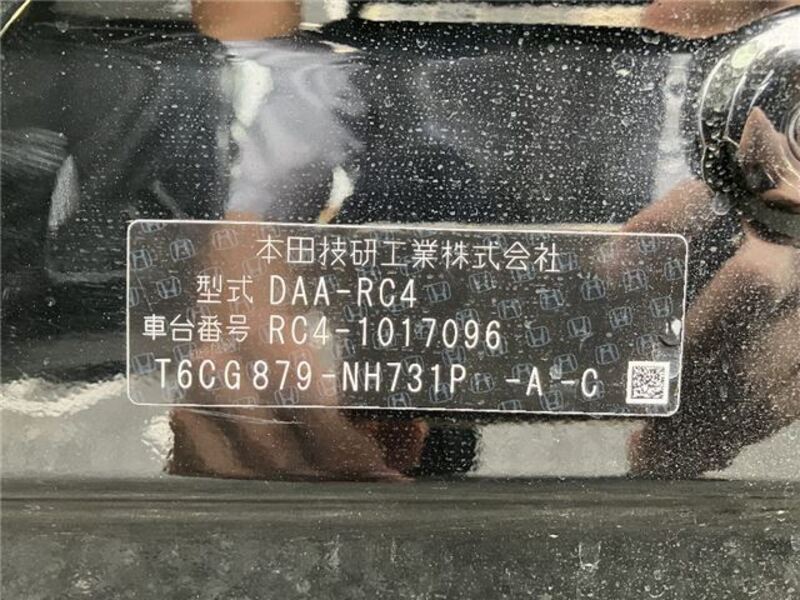 本田技研工業株式会社
型式 DAA-RC4
車台番号 RC4-1017096
T6CG879-NH731P -A -C